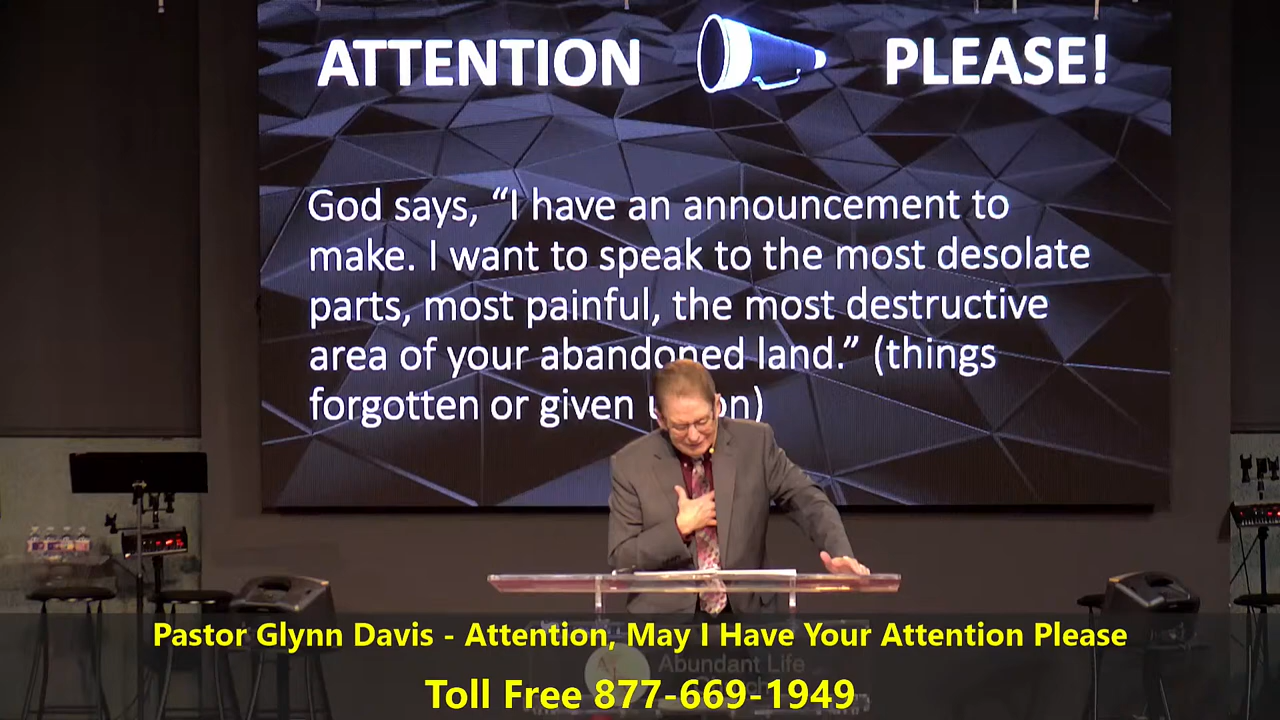 ATTENTION PLEASE!
God says, “I have an announcement to
make. I want to speak to the most desolate
parts, most painful, the most destructive
area of your abandoned land.” (things
forgotten or given
Pastor Glynn Davis - Attention, May I Have Your Attention Please
Abundant Life
Toll Free 877-669-1949